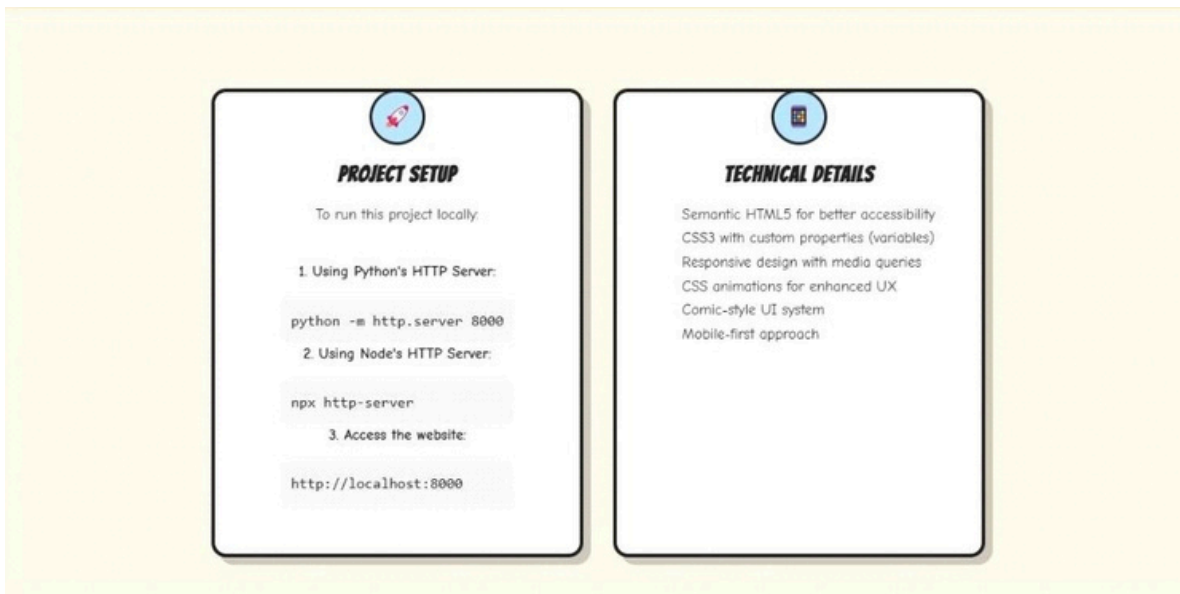 PROJECT SETUP
To run this project locally:
1. Using Python's HTTP Server:
python -m http.server 8000
2. Using Node's HTTP Server:
npx http-server
3. Access the website:
http://localhost:8000
TECHNICAL DETAILS
Semantic HTML5 for better accessibility
CSS3 with custom properties (variables)
Responsive design with media queries
CSS animations for enhanced UX
Comic-style UI system
Mobile-first approach